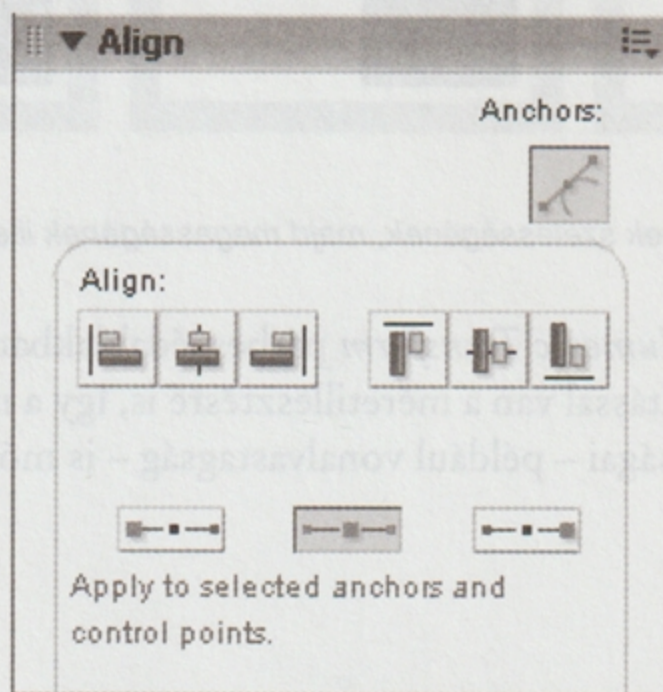 Align
Anchors:
Align:
Apply to selected anchors and
control points.